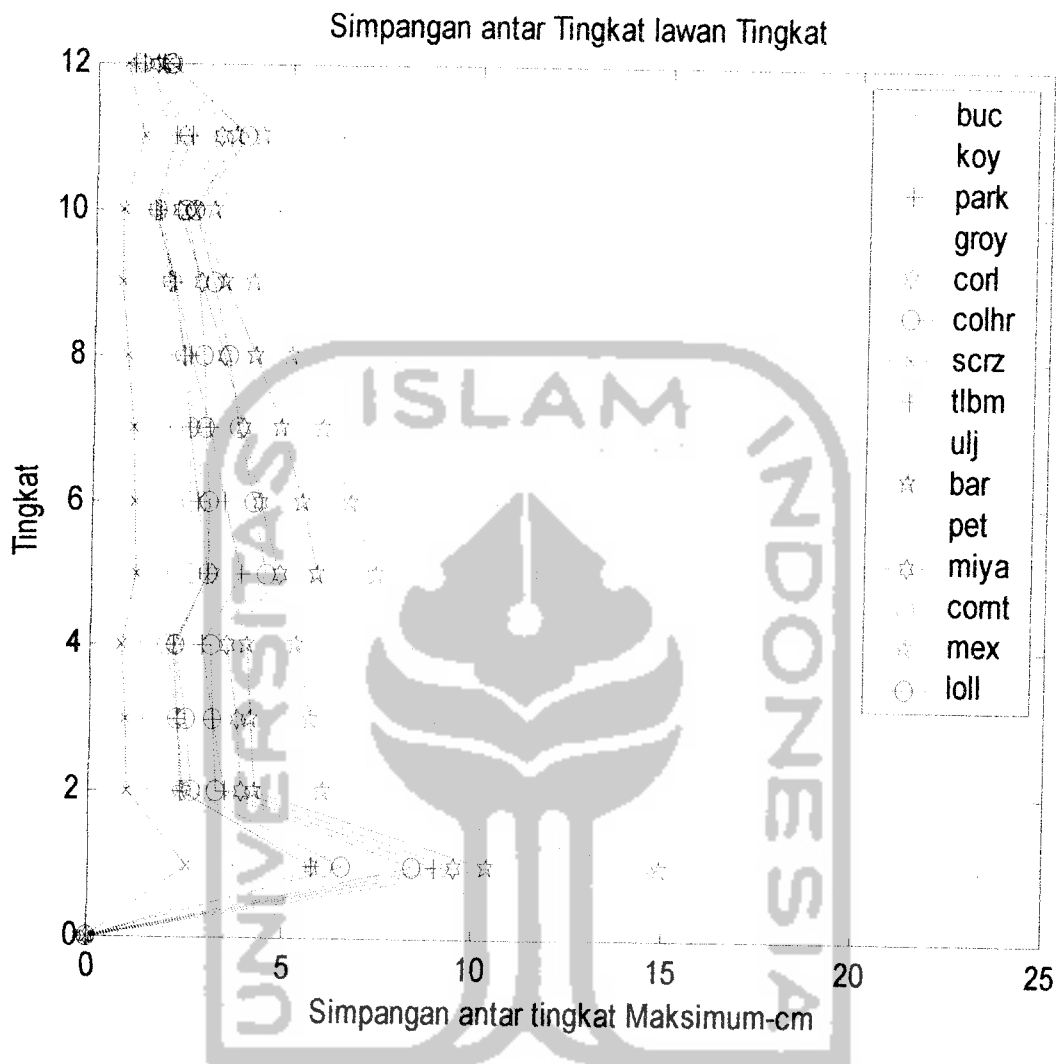 Simpangan antar Tingkat lawan Tingkat
12
10
8
6
4
2
0
Tingkat
0 5 10 15 20 25
Simpangan antar tingkat Maksimum-cm
buc
koy
park
groy
corl
colhr
scrz
tlbm
ulj
bar
pet
miya
comt
mex
loll
UNIVERSITAS
ISLAM
INDONESIA